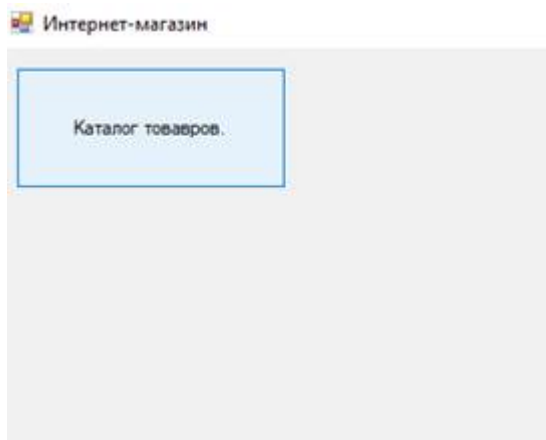 Интернет-магазин
Каталог товавров.